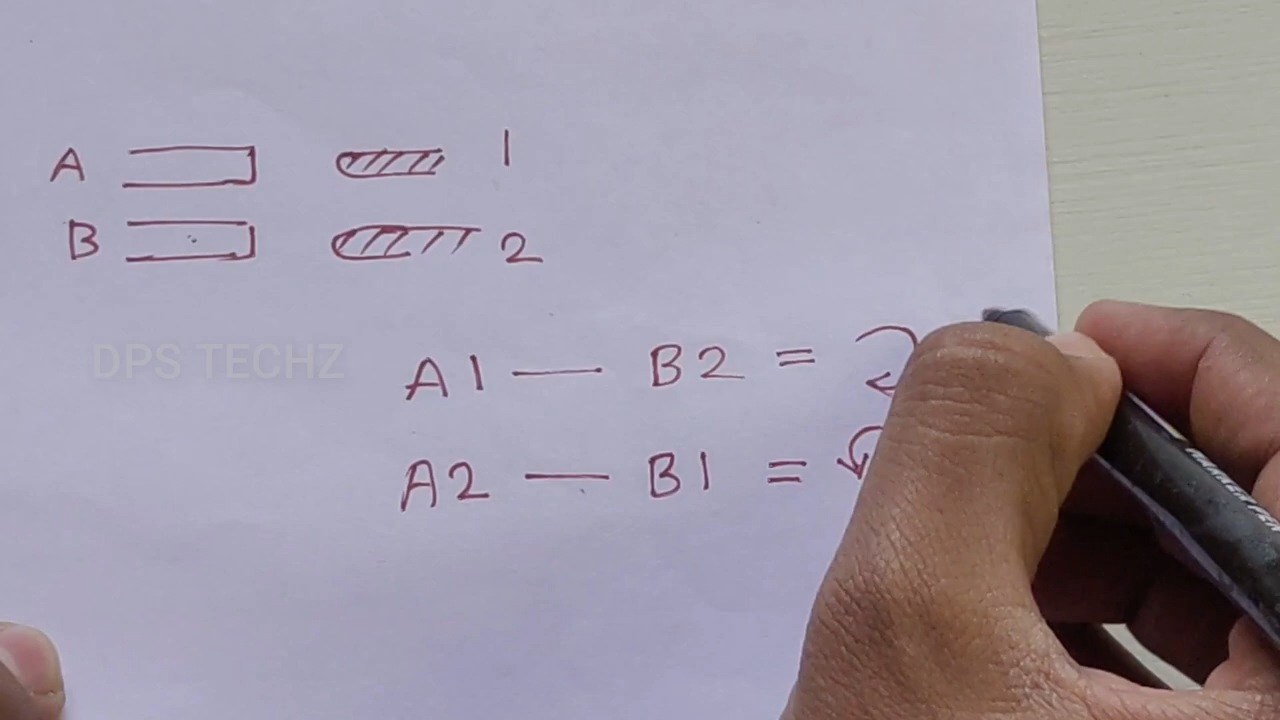 A 1
B 2
DPS TECHZ
A1 — B2 =
A2 — B1 =